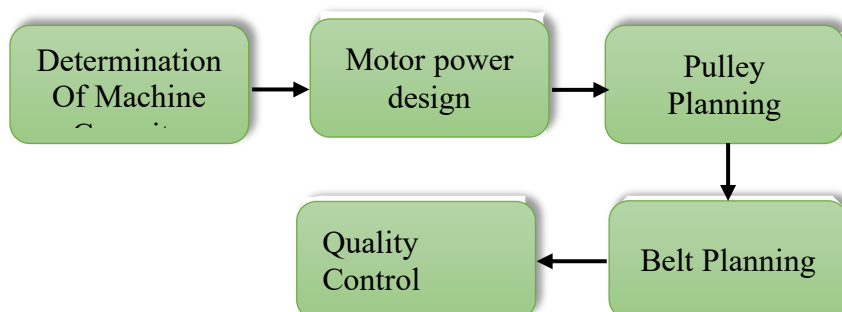 Determination
Of Machine
Motor power
design
Pulley
Planning
Belt Planning
Quality
Control